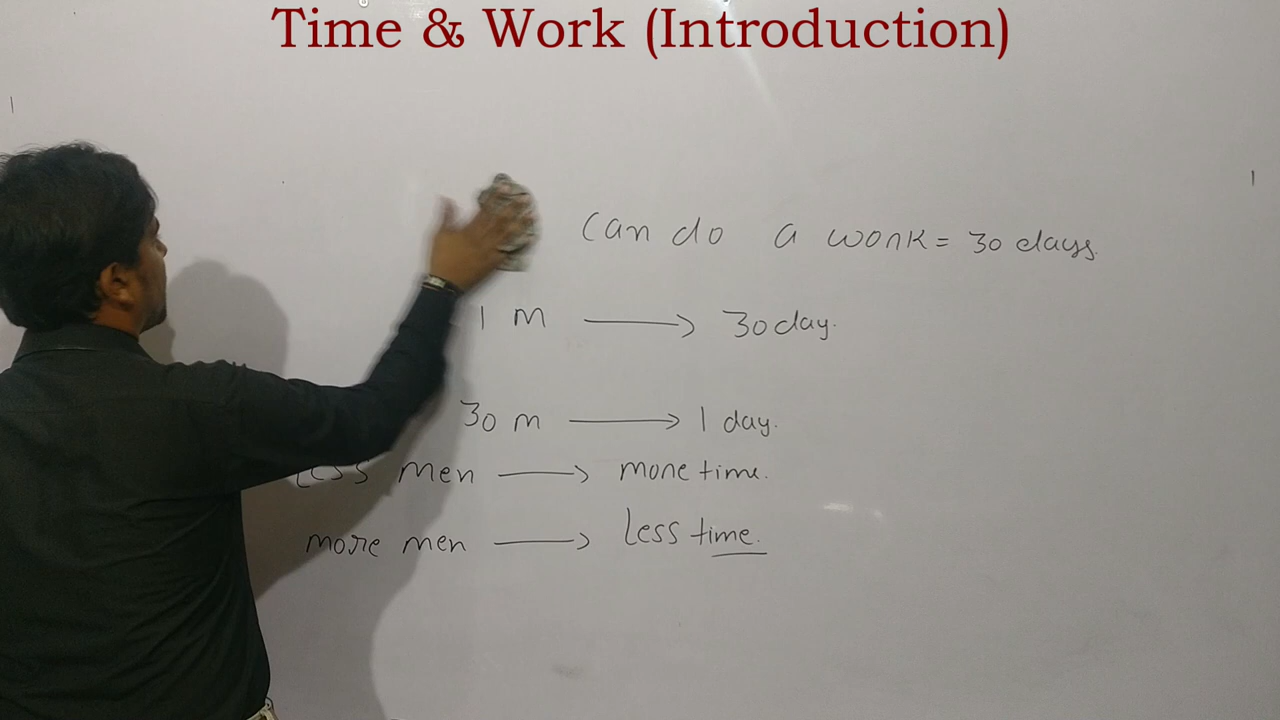 Time & Work (Introduction)
Can do a work = 30 days.
1 m → 30 day.
30 m → 1 day.
Less men → more time.
more men → Less time.